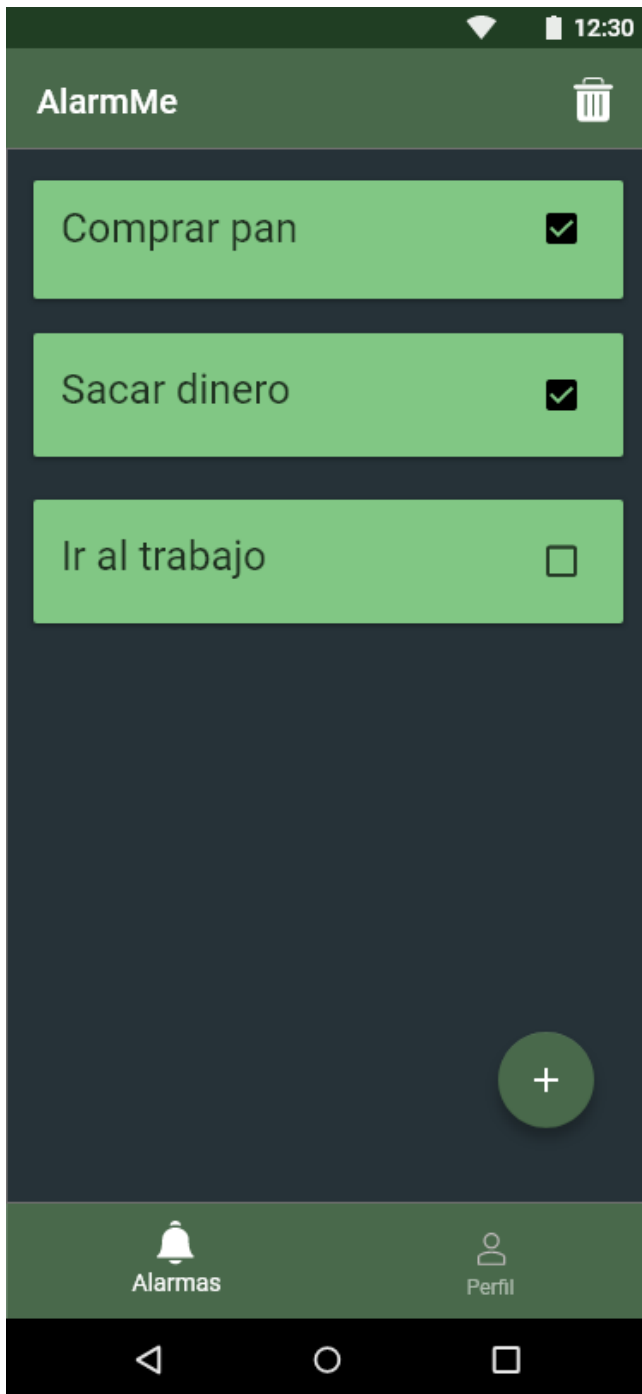 12:30
AlarmMe
Comprar pan
Sacar dinero
Ir al trabajo
Alarmas
Perfil